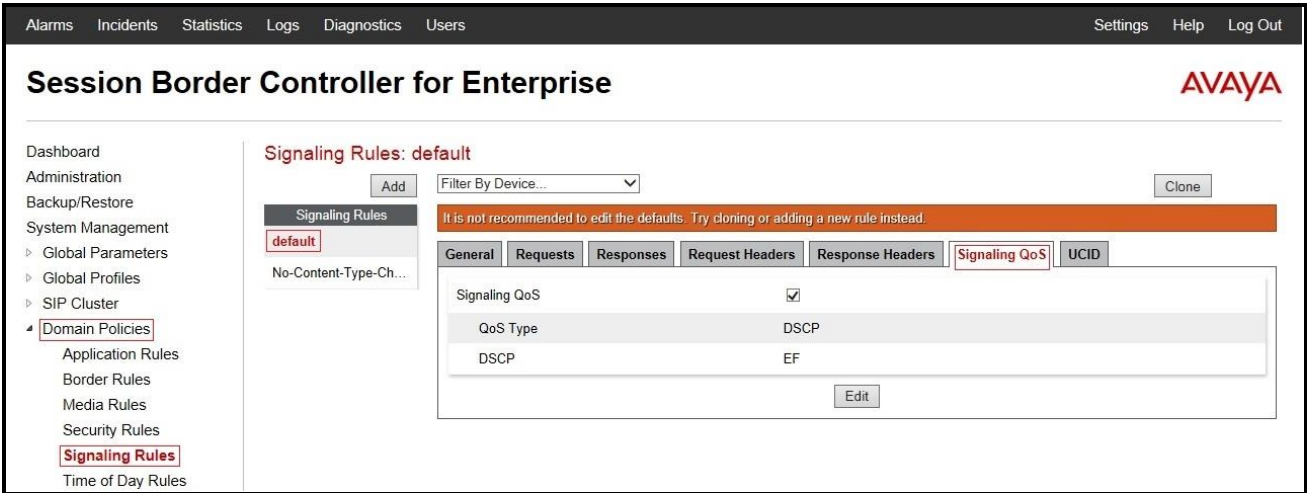 Alarms Incidents Statistics Logs Diagnostics Users Settings Help Log Out
Session Border Controller for Enterprise
AVAYA
Dashboard
Administration
Backup/Restore
System Management
Global Parameters
Global Profiles
SIP Cluster
Domain Policies
Application Rules
Border Rules
Media Rules
Security Rules
Signaling Rules
Time of Day Rules
Signaling Rules: default
Add
Filter By Device...
Clone
Signaling Rules
default
No-Content-Type-Ch...
It is not recommended to edit the defaults. Try cloning or adding a new rule instead.
General Requests Responses Request Headers Response Headers Signaling QoS UCID
Signaling QoS
QoS Type DSCP
DSCP EF
Edit